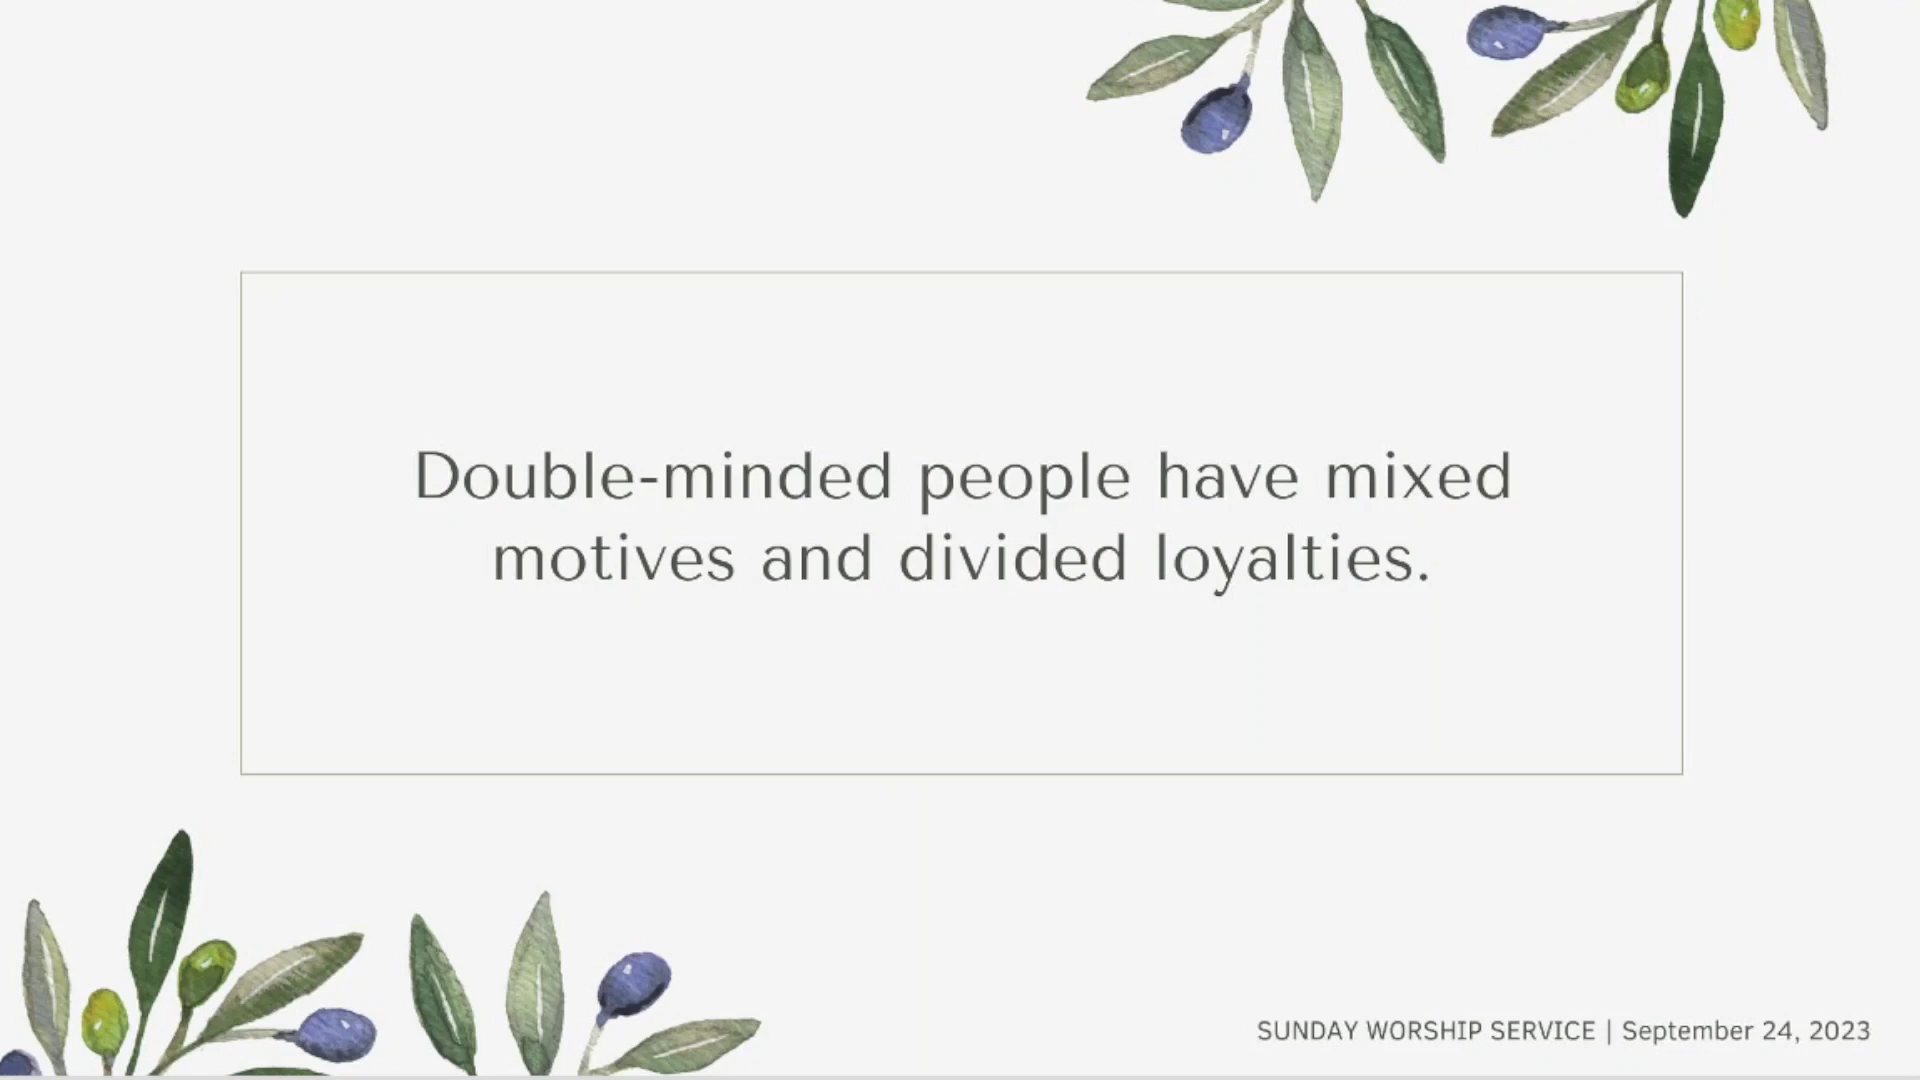 Double-minded people have mixed
motives and divided loyalties.
SUNDAY WORSHIP SERVICE | September 24, 2023